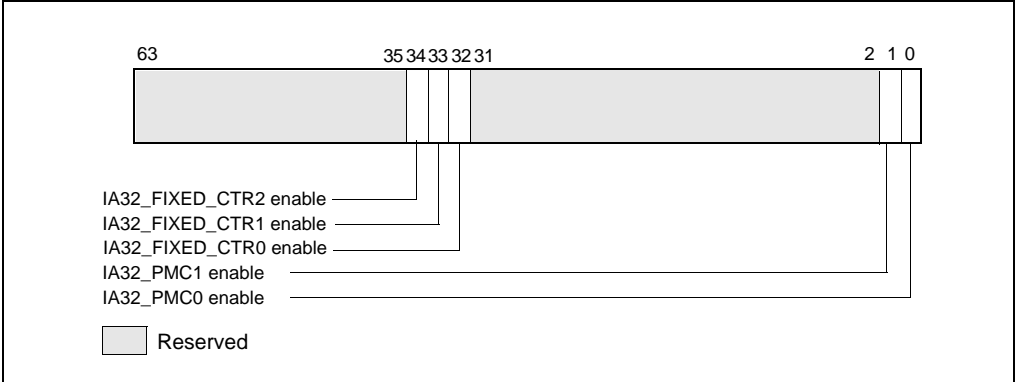 63 35 34 33 32 31 2 1 0
IA32_FIXED_CTR2 enable
IA32_FIXED_CTR1 enable
IA32_FIXED_CTR0 enable
IA32_PMC1 enable
IA32_PMC0 enable
Reserved